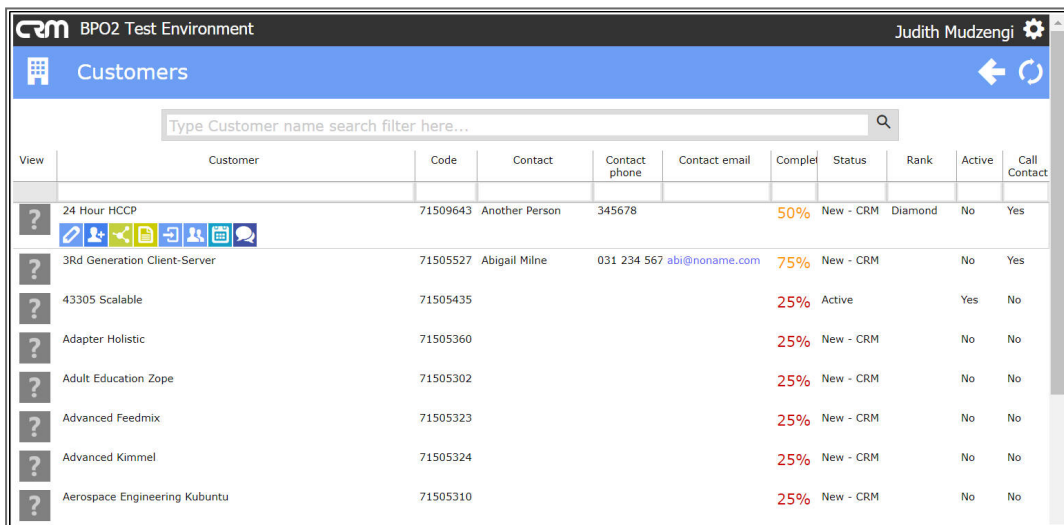 CRM BPO2 Test Environment Judith Mudzengi
Customers
Type Customer name search filter here...
View Customer Code Contact Contact phone Contact email Complet Status Rank Active Call Contact
24 Hour HCCP 71509643 Another Person 345678 50% New - CRM Diamond No Yes
3Rd Generation Client-Server 71505527 Abigail Milne 031 234 567 abi@noname.com 75% New - CRM No Yes
43305 Scalable 71505435 25% Active Yes No
Adapter Holistic 71505360 25% New - CRM No No
Adult Education Zope 71505302 25% New - CRM No No
Advanced Feedmix 71505323 25% New - CRM No No
Advanced Kimmel 71505324 25% New - CRM No No
Aerospace Engineering Kubuntu 71505310 25% New - CRM No No